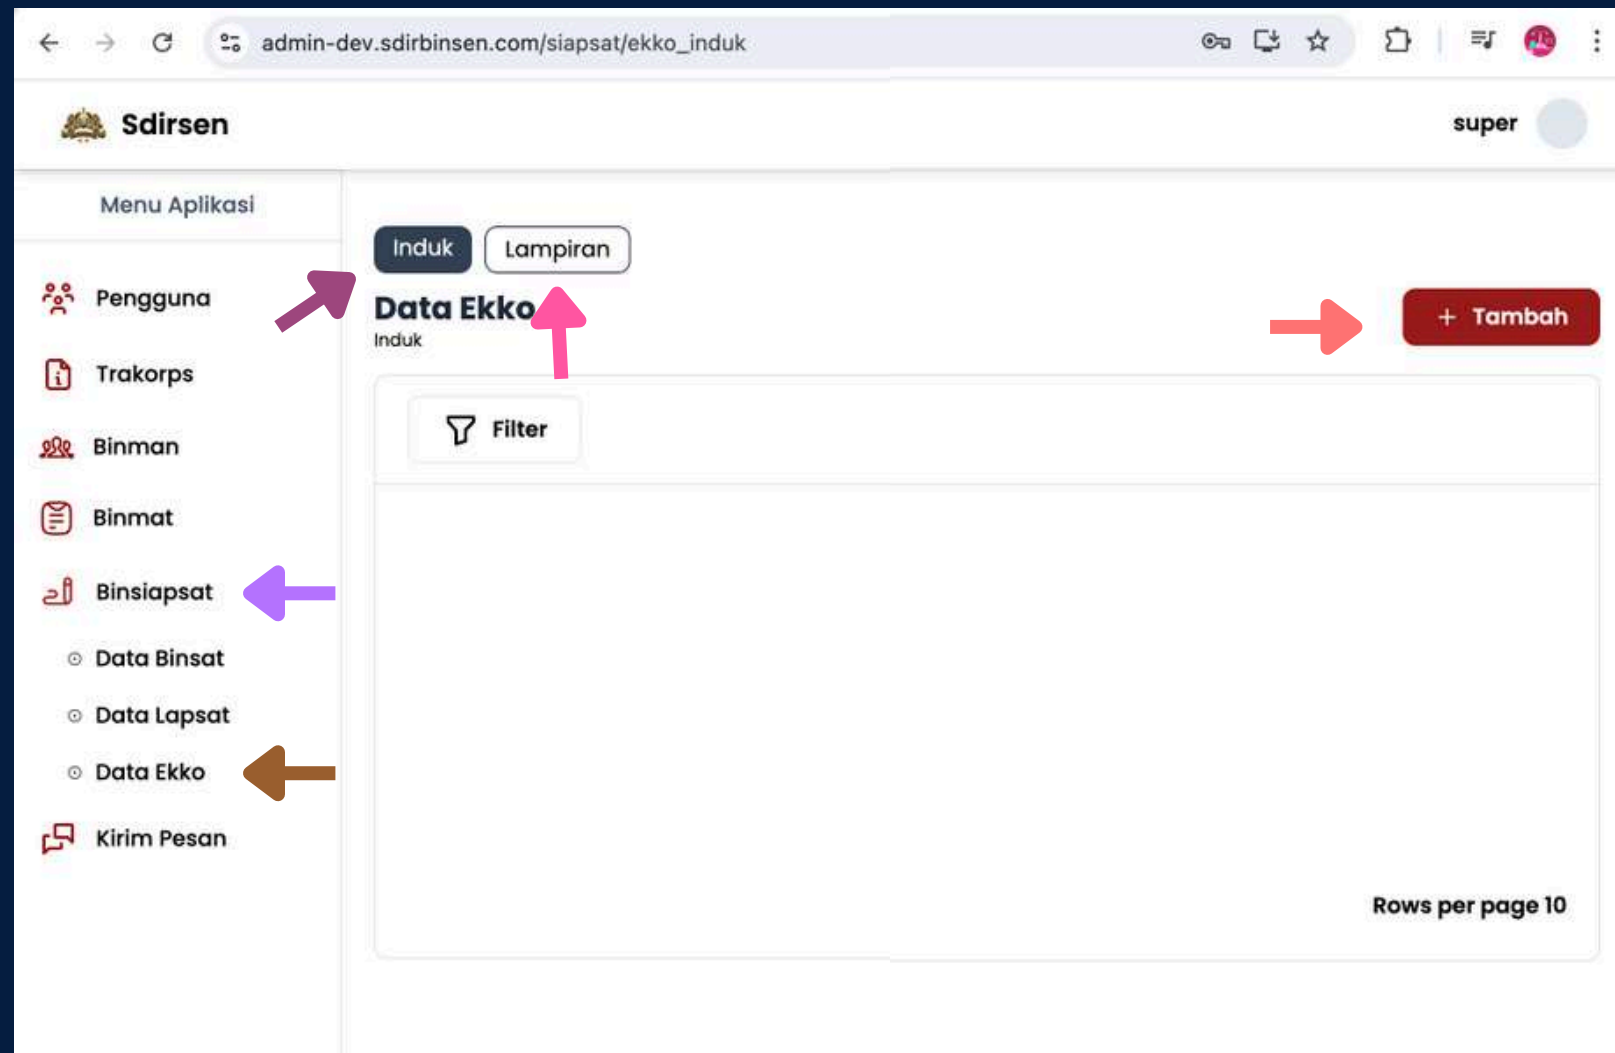 admin-dev.sdirbinsen.com/siapsat/ekko_induk
Sdirsen
super
Menu Aplikasi
Induk
Lampiran
Pengguna
Data Ekko
+ Tambah
Induk
Trakorps
Filter
Binman
Binmat
Binsiapsat
Data Binsat
Data Lapsat
Data Ekko
Kirim Pesan
Rows per page 10